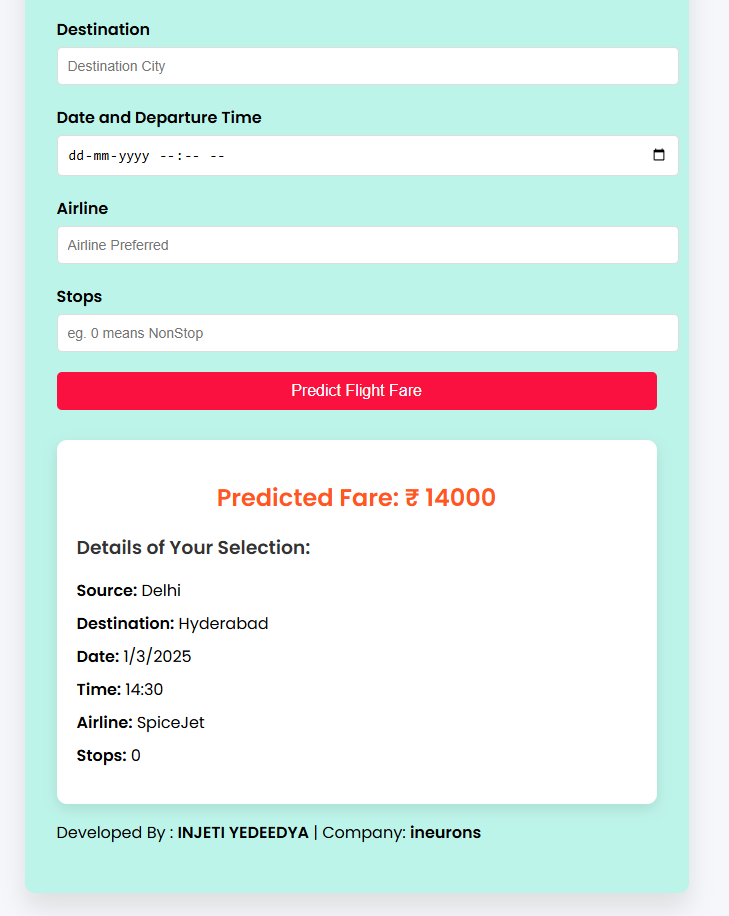 Destination
Destination City
Date and Departure Time
dd-mm-yyyy --:-- --
Airline
Airline Preferred
Stops
eg. 0 means NonStop
Predict Flight Fare
Predicted Fare: ₹ 14000
Details of Your Selection:
Source: Delhi
Destination: Hyderabad
Date: 1/3/2025
Time: 14:30
Airline: SpiceJet
Stops: 0
Developed By : INJETI YEDEEDYA | Company: ineurons